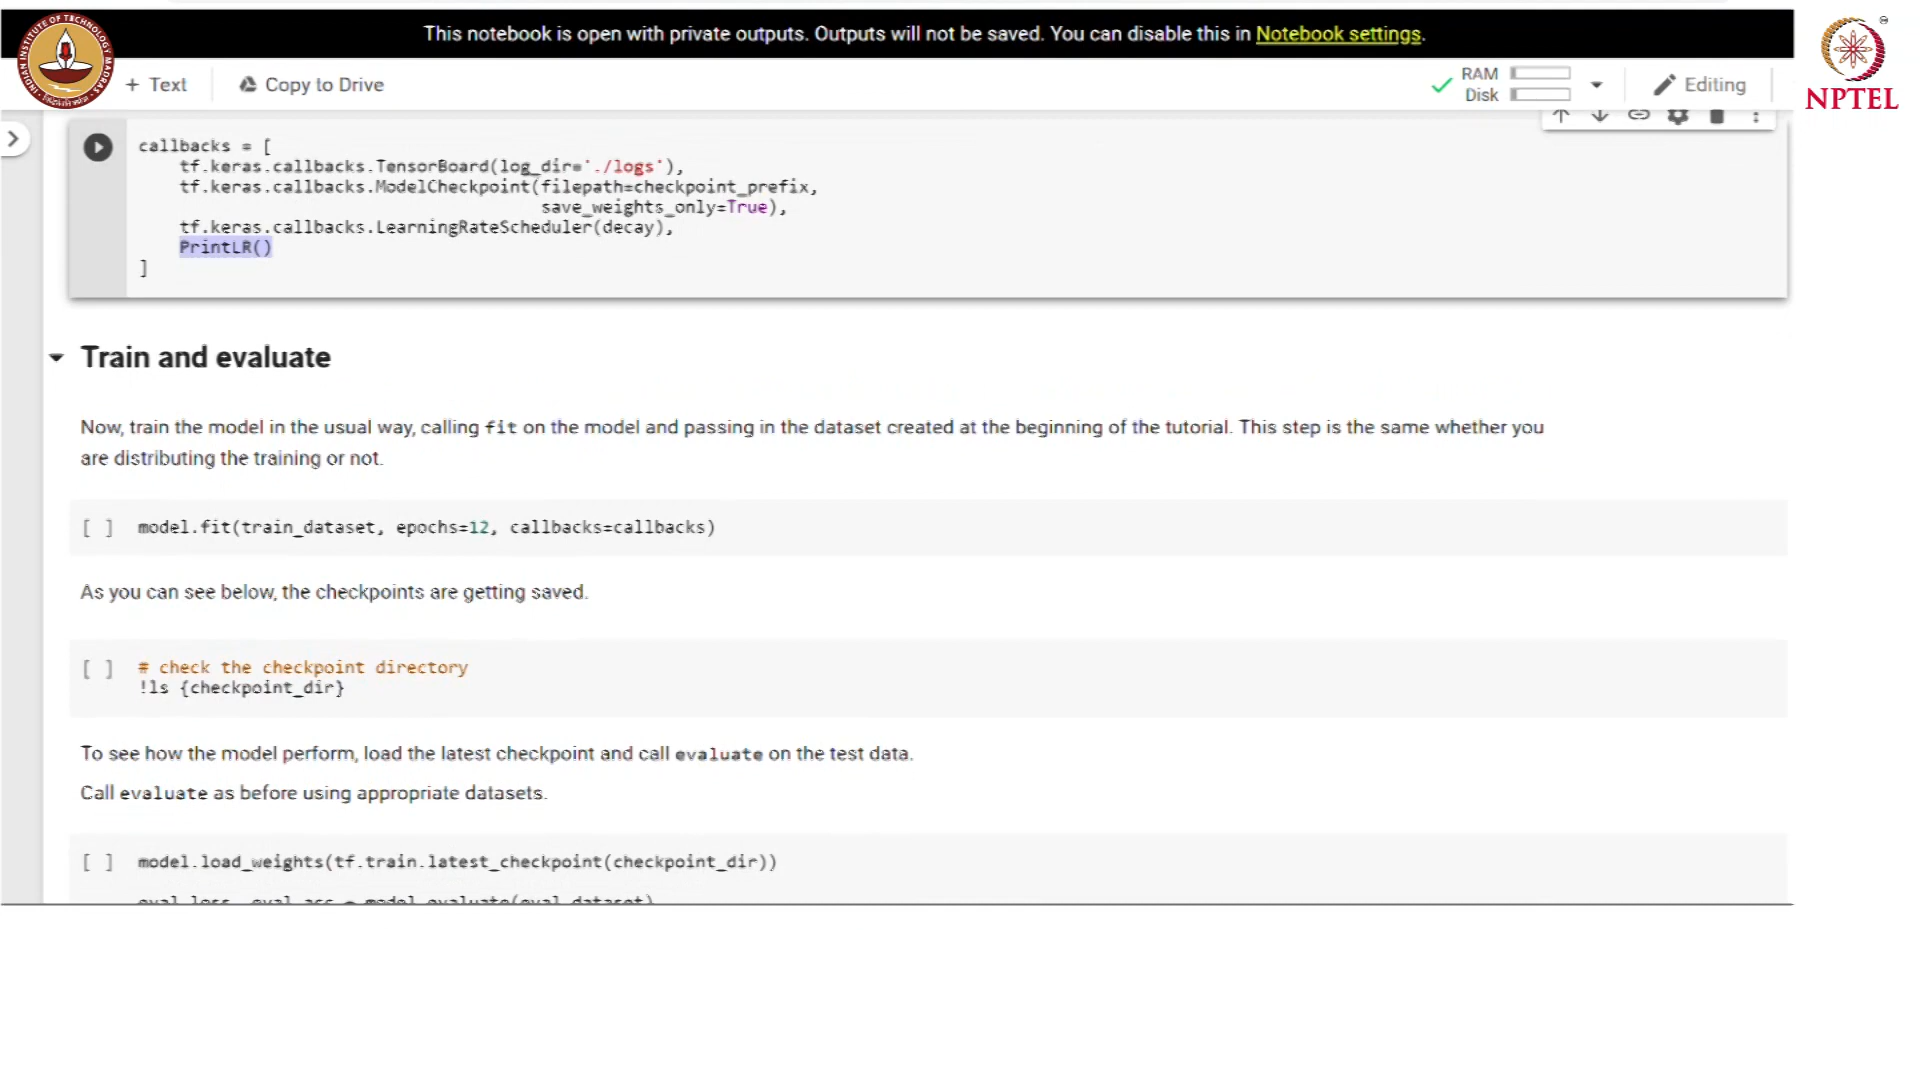 This notebook is open with private outputs. Outputs will not be saved. You can disable this in Notebook settings.
+ Text
Copy to Drive
RAM
Disk
Editing
NPTEL
callbacks = [
tf.keras.callbacks.TensorBoard(log_dir='./logs'),
tf.keras.callbacks.ModelCheckpoint(filepath=checkpoint_prefix,
save_weights_only=True),
tf.keras.callbacks.LearningRateScheduler(decay),
PrintLR()
]
Train and evaluate
Now, train the model in the usual way, calling fit on the model and passing in the dataset created at the beginning of the tutorial. This step is the same whether you
are distributing the training or not.
[ ] model.fit(train_dataset, epochs=12, callbacks=callbacks)
As you can see below, the checkpoints are getting saved.
[ ] # check the checkpoint directory
!ls {checkpoint_dir}
To see how the model perform, load the latest checkpoint and call evaluate on the test data.
Call evaluate as before using appropriate datasets.
[ ] model.load_weights(tf.train.latest_checkpoint(checkpoint_dir))
eval_loss, eval_acc = model.evaluate(eval_dataset)